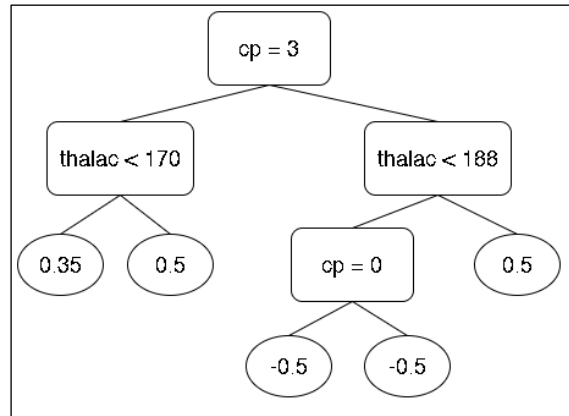 cp = 3
thalac < 170
thalac < 188
0.35
0.5
cp = 0
0.5
-0.5
-0.5